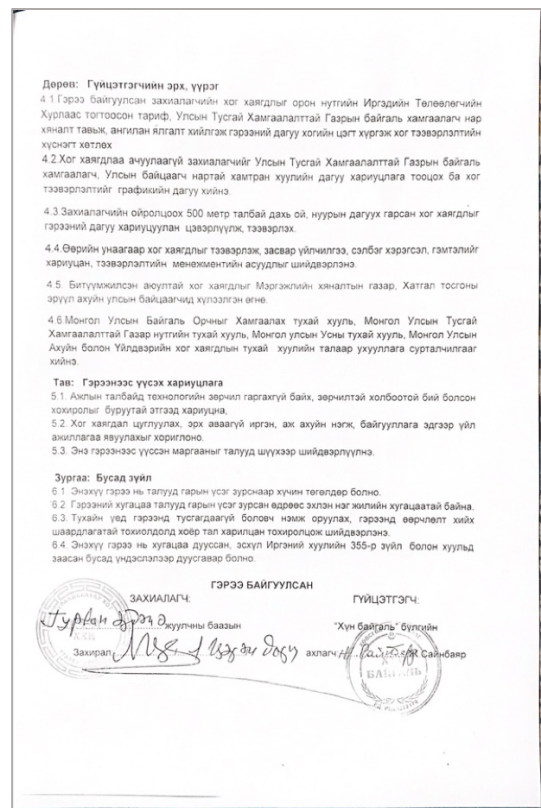 Дөрөв: Гүйцэтгэгчийн эрх, үүрэг
4.1 Гэрээ байгуулсан захиалагчийн хог хаягдлыг орон нутгийн Иргэдийн Төлөөлөгчийн
Хурлаас тогтоосон тариф, Улсын Тусгай Хамгаалалттай Газрын байгаль хамгаалагч нар
хяналт тавьж, ангилан ялгалт хийлгэж гэрээний дагуу хогийн цэгт хүргэж хог тээвэрлэлтийн
хүснэгт хөтлөх
4.2.Хог хаягдлаа ачуулаагүй захиалагчийг Улсын Тусгай Хамгаалалттай Газрын байгаль
хамгаалагч, Улсын байцаагч нартай хамтран хуулийн дагуу хариуцлага тооцох ба хог
тээвэрлэлтийг графикийн дагуу хийнэ.
4.3.Захиалагчийн ойролцоох 500 метр талбай дахь ой, нуурын дагуух гарсан хог хаягдлыг
гэрээний дагуу хариуцуулан цэвэрлүүлж, тээвэрлэх.
4.4.Өөрийн унаагаар хог хаягдлыг тээвэрлэж, засвар үйлчилгээ, сэлбэг хэрэгсэл, гэмтэлийг
хариуцан, тээвэрлэлтийн менежментийн асуудлыг шийдвэрлэнэ.
4.5. Битүүмжилсэн аюултай хог хаягдлыг Мэргэжлийн хяналтын газар, Хатгал тосгоны
эрүүл ахуйн улсын байцаагчид хүлээлгэн өгнө.
4.6.Монгол Улсын Байгаль Орчныг Хамгаалах тухай хууль, Монгол Улсын Тусгай
Хамгаалалттай Газар нутгийн тухай хууль, Монгол улсын Усны тухай хууль, Монгол Улсын
Ахуйн болон Үйлдвэрийн хог хаягдлын тухай хуулийн талаар ухуулга сурталчилгааг
хийнэ.
Тав: Гэрээнээс үүсэх хариуцлага
5.1. Ажлын талбайд технологийн зөрчил гаргахгүй байх, зөрчилтэй холбоотой бий болсон
хохиролыг буруутай этгээд хариуцна,
5.2. Хог хаягдал цуглуулах, эрх аваагүй иргэн, аж ахуйн нэгж, байгууллага эдгээр үйл
ажиллагаа явуулахыг хориглоно.
5.3. Энэ гэрээнээс үүссэн маргааныг талууд шүүхээр шийдвэрлүүлнэ.
Зургаа: Бусад зүйл
6.1. Энэхүү гэрээ нь талууд гарын үсэг зурснаар хүчин төгөлдөр болно.
6.2. Гэрээний хугацаа талууд гарын үсэг зурсан өдрөөс эхлэн нэг жилийн хугацаатай байна.
6.3. Тухайн үед гэрээнд тусгагдаагүй боловч нэмж оруулах, гэрээнд өөрчлөлт хийх
шаардлагатай тохиолдолд хоёр тал харилцан тохиролцож шийдвэрлэнэ.
6.4. Энэхүү гэрээ нь хугацаа дууссан, эсхүл Иргэний хуулийн 355-р зүйл болон хуульд
заасан бусад үндэслэлээр дуусгавар болно.
ГЭРЭЭ БАЙГУУЛСАН
ЗАХИАЛАГЧ: ГҮЙЦЭТГЭГЧ:
Гурван эрдэнэ жуулчны баазын "Хүн байгаль" бүлгийн
Захирал ахлагч Сайнбаяр
БАЙГАЛЬ